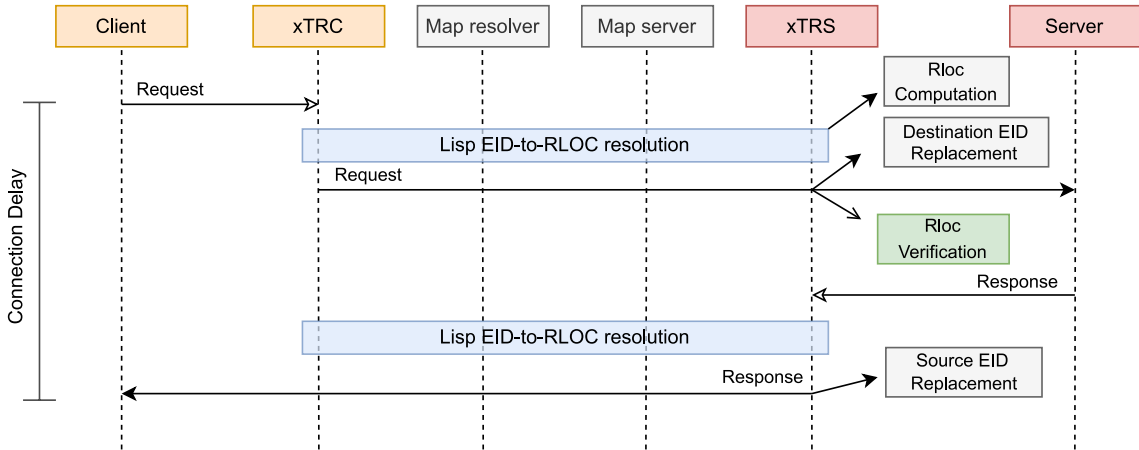 Client
xTRC
Map resolver
Map server
xTRS
Server
Rloc
Computation
Request
Lisp EID-to-RLOC resolution
Destination EID
Replacement
Request
Rloc
Verification
Connection Delay
Response
Lisp EID-to-RLOC resolution
Source EID
Replacement
Response